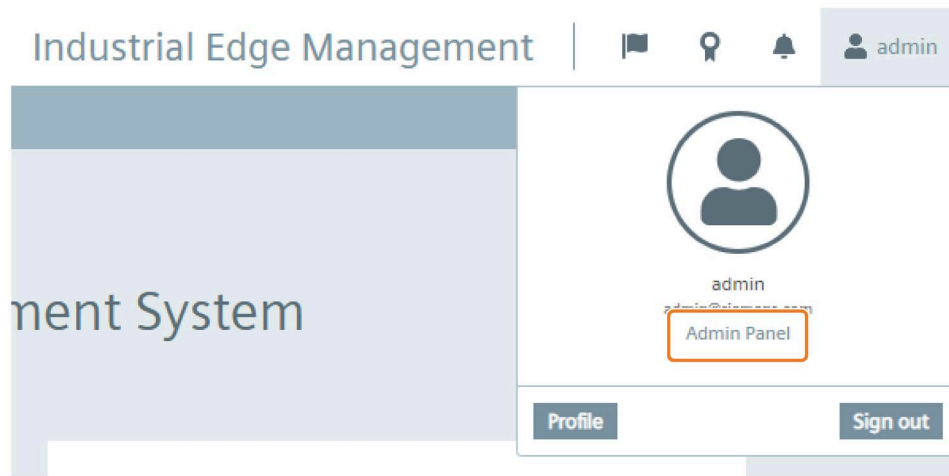 Industrial Edge Management
admin
admin
Admin Panel
ment System
Profile
Sign out